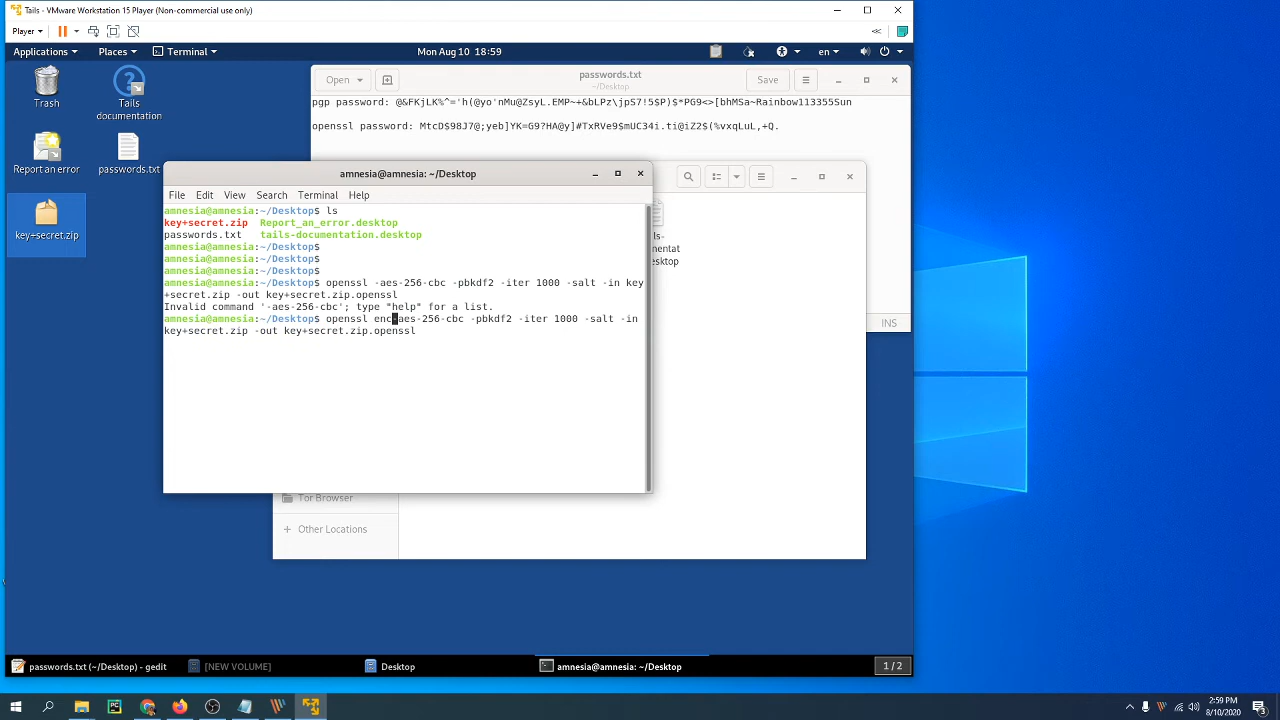 Tails - VMware Workstation 15 Player (Non-commercial use only)
Player
Applications
Places
Terminal
Mon Aug 10 18:59
en
Trash
Tails
documentation
Report an error
passwords.txt
key+secret.zip
Open
passwords.txt
~/Desktop
Save
pgp password: @&FKjLK%^='h(@yo'nMu@ZsyL.EMP~+&bLPz\jpS7!5$P)$*PG9<>[bhMSa~Rainbow113355Sun
openssl password: MtcD$98J7@;yeb]YK=G9?HA@y]#TxRVe9$mUC34i.ti@iZ2$(%vxqLuL,+Q.
amnesia@amnesia: ~/Desktop
File Edit View Search Terminal Help
amnesia@amnesia:~/Desktop$ ls
key+secret.zip Report_an_error.desktop
passwords.txt tails-documentation.desktop
amnesia@amnesia:~/Desktop$
amnesia@amnesia:~/Desktop$
amnesia@amnesia:~/Desktop$
amnesia@amnesia:~/Desktop$ openssl -aes-256-cbc -pbkdf2 -iter 1000 -salt -in key
+secret.zip -out key+secret.zip.openssl
Invalid command '-aes-256-cbc'; type "help" for a list.
amnesia@amnesia:~/Desktop$ openssl enc-aes-256-cbc -pbkdf2 -iter 1000 -salt -in
key+secret.zip -out key+secret.zip.openssl
ls-
mentat
esktop
INS
Tor Browser
+ Other Locations
passwords.txt (~/Desktop) - gedit
[NEW VOLUME]
Desktop
amnesia@amnesia: ~/Desktop
1 / 2
2:59 PM
8/10/2020